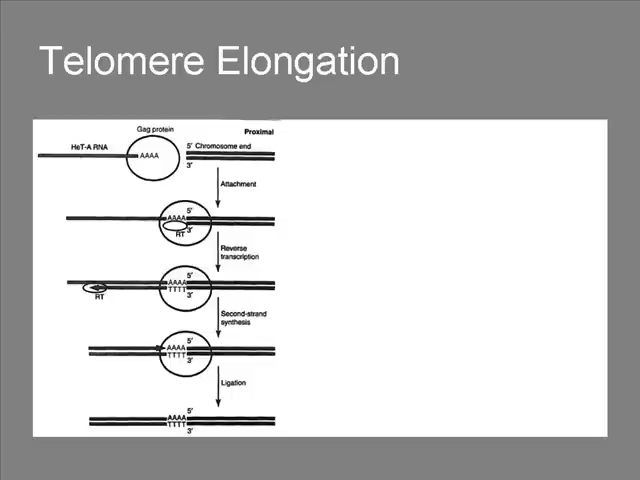 Telomere Elongation
Gag protein
Proximal
HeT-A RNA
AAAA
5' Chromosome end
3'
Attachment
5'
AAAA
3'
RT
Reverse
transcription
5'
AAAA
TTTT
3'
RT
Second-strand
synthesis
5'
AAAA
TTTT
3'
Ligation
5'
AAAA
TTTT
3'